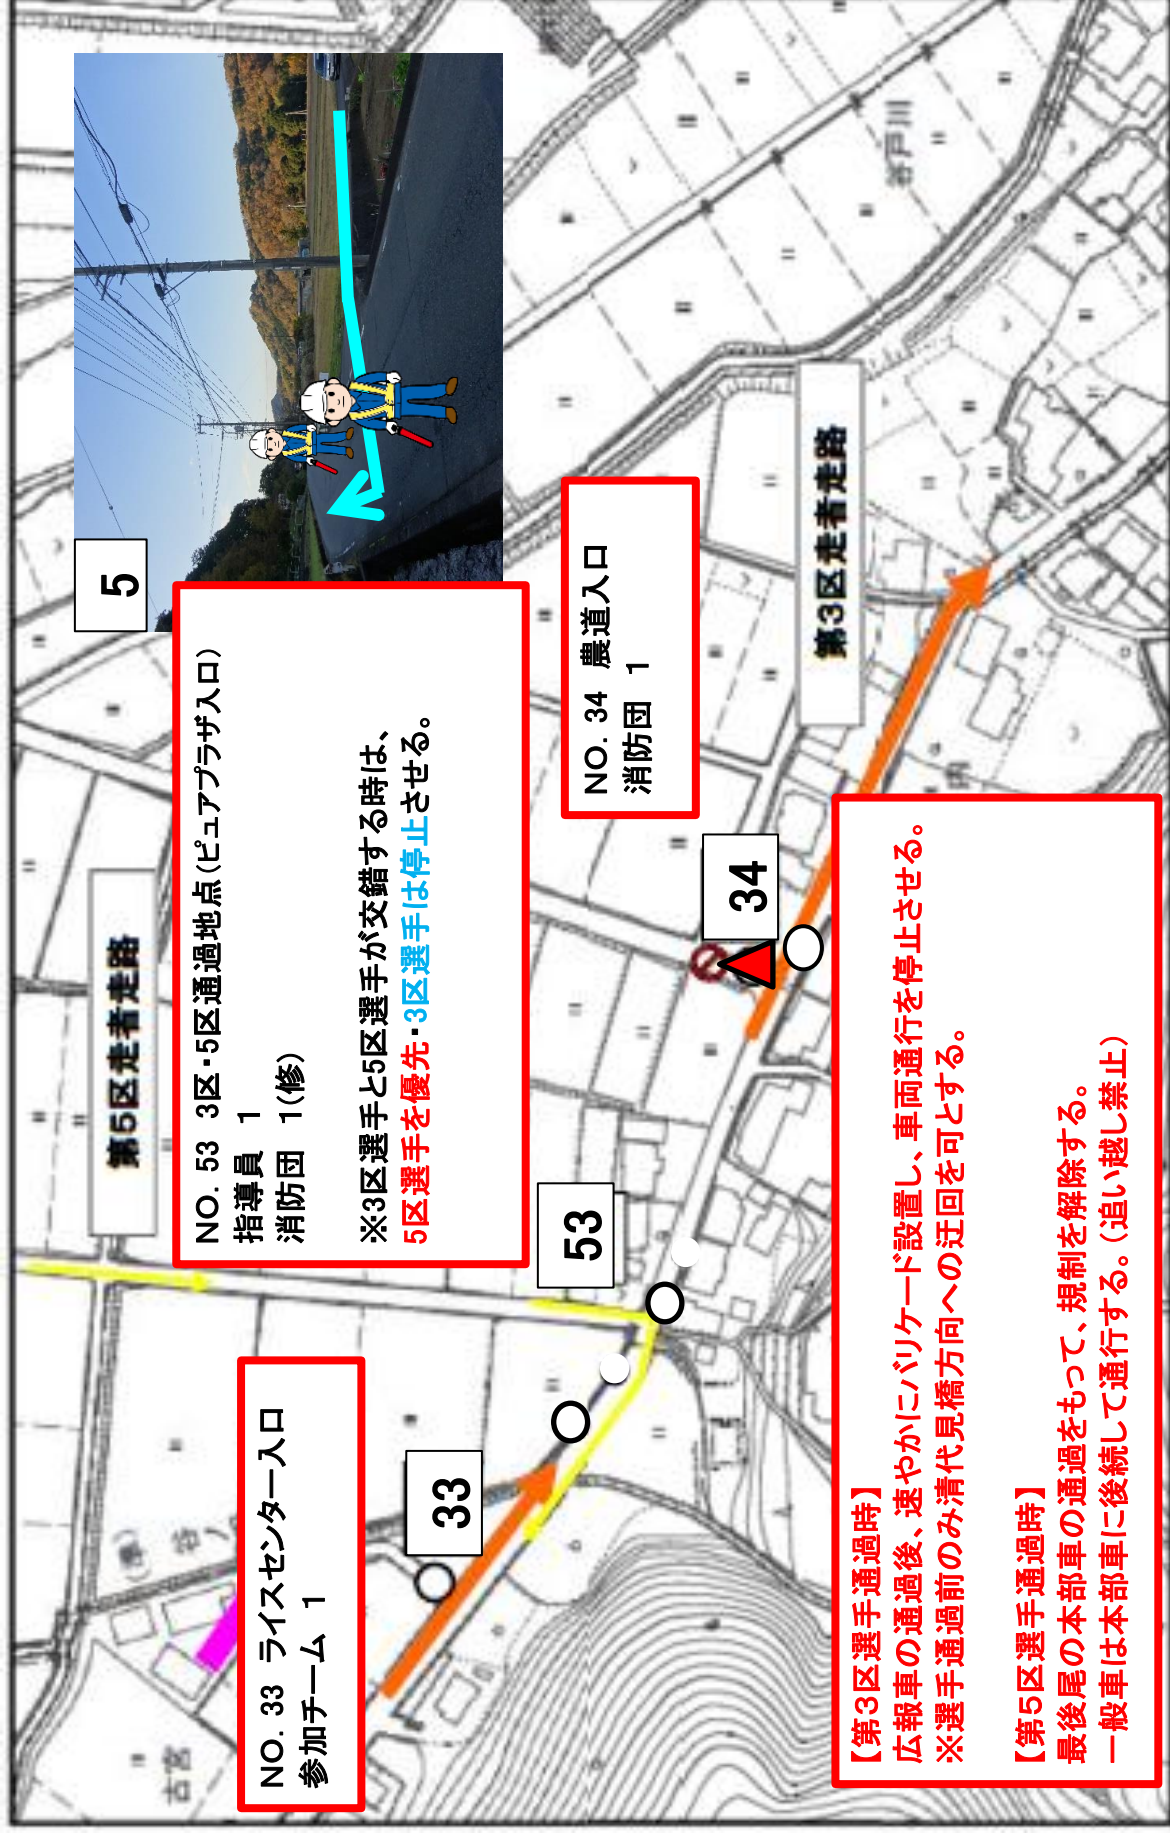 5
第5区走者走路
NO. 53 3区・5区通過地点(ピュアプラザ入口)
指導員 1
消防団 1(修)
※3区選手と5区選手が交錯する時は、
5区選手を優先・3区選手は停止させる。
NO. 33 ライスセンター入口
参加チーム 1
33
53
NO. 34 農道入口
消防団 1
34
第3区走者走路
谷戸川
古宮
【第3区選手通過時】
広報車の通過後、速やかにバリケード設置し、車両通行を停止させる。
※選手通過前のみ清代見橋方向への迂回を可とする。
【第5区選手通過時】
最後尾の本部車の通過をもって、規制を解除する。
一般車は本部車に後続して通行する。(追い越し禁止)